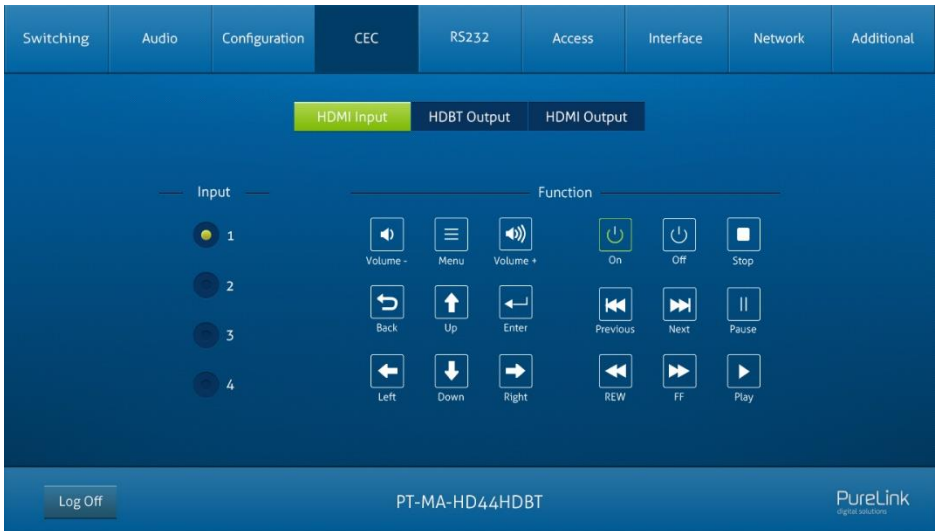 Switching Audio Configuration CEC RS232 Access Interface Network Additional
HDMI Input HDBT Output HDMI Output
Input
1
2
3
4
Function
Volume - Menu Volume + On Off Stop
Back Up Enter Previous Next Pause
Left Down Right REW FF Play
Log Off
PT-MA-HD44HDBT
PureLink
digital solutions